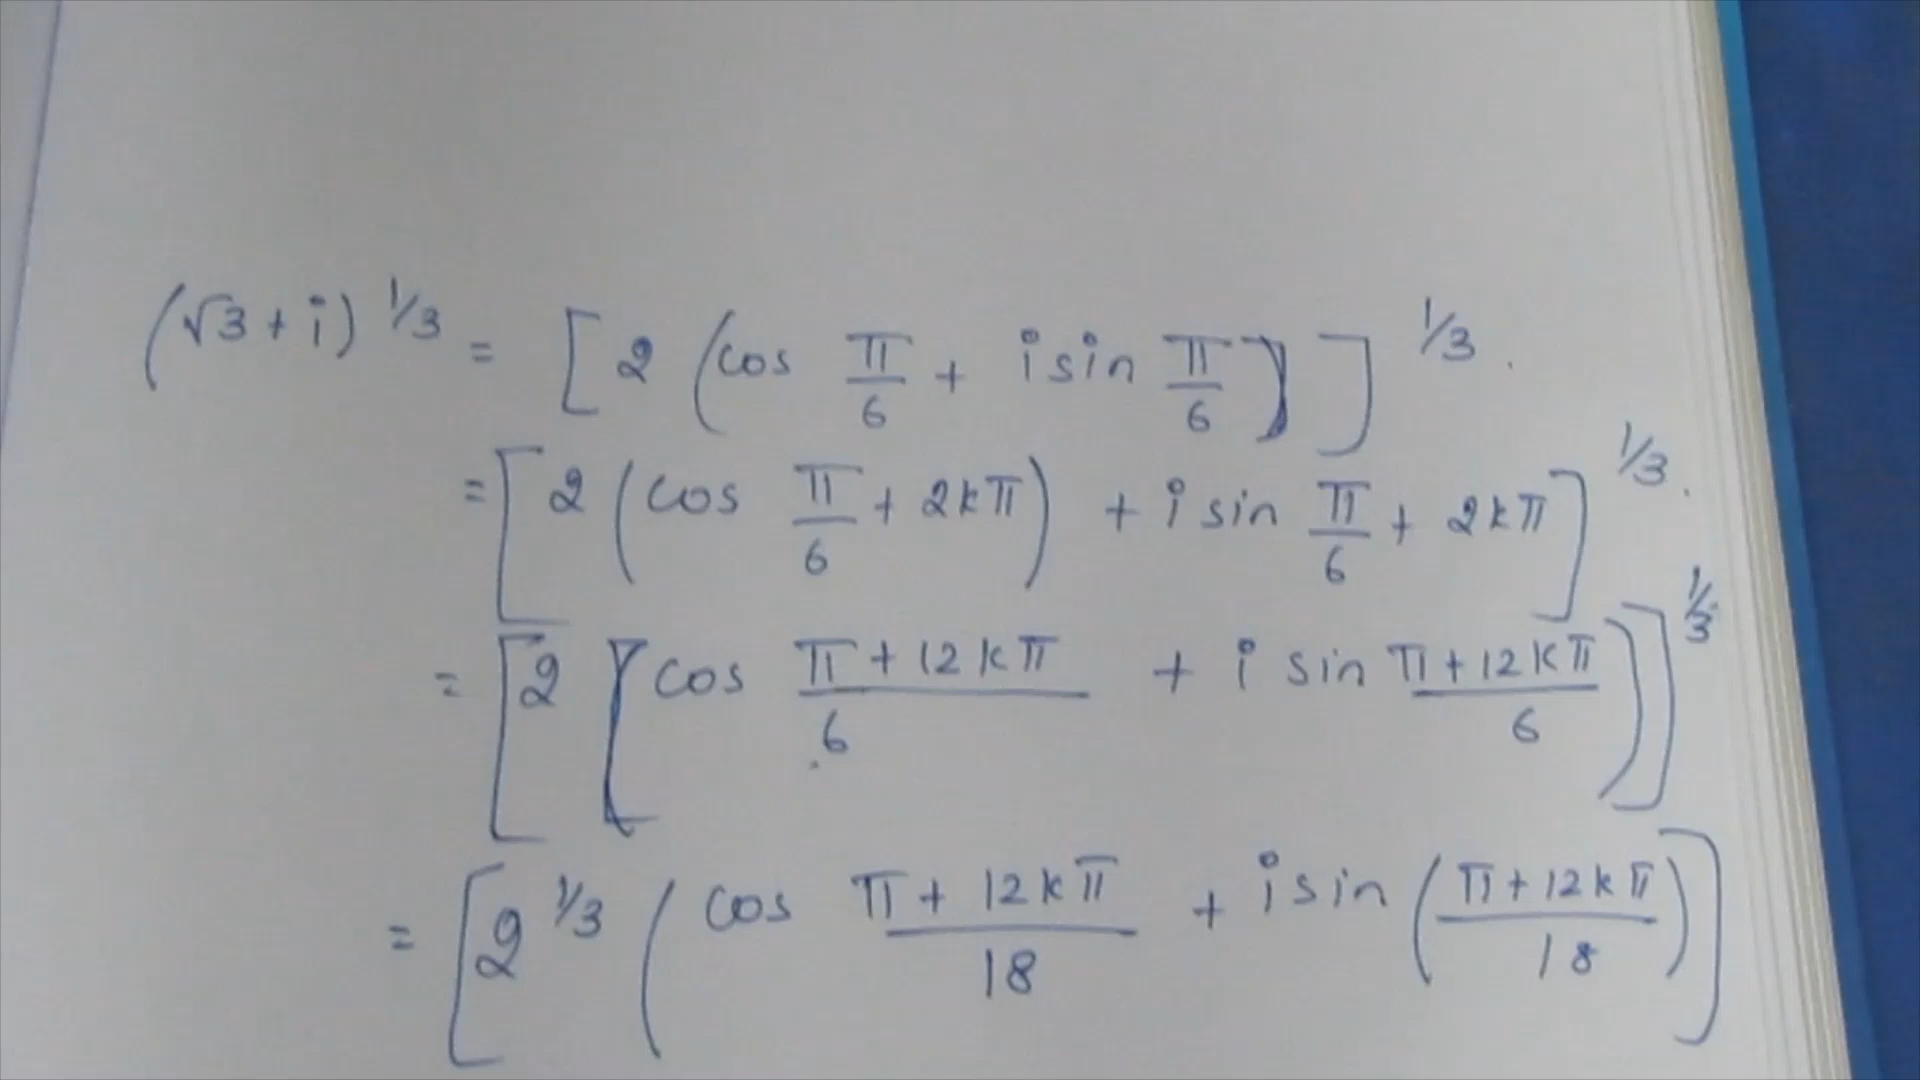 (√3 + i)^1/3 = [2 (cos π/6 + i sin π/6)]^1/3.
= [2 (cos π/6 + 2kπ) + i sin π/6 + 2kπ]^1/3.
= [2 [cos (π + 12kπ)/6 + i sin (π + 12kπ)/6)]^1/3
= [2^1/3 (cos (π + 12kπ)/18 + i sin ((π + 12kπ)/18)]